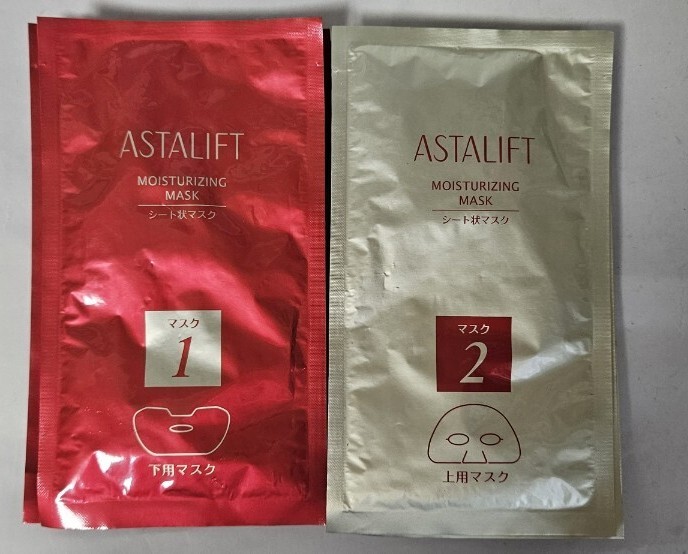 ASTALIFT
MOISTURIZING
MASK
シート状マスク
マスク
1
下用マスク
ASTALIFT
MOISTURIZING
MASK
シート状マスク
マスク
2
上用マスク